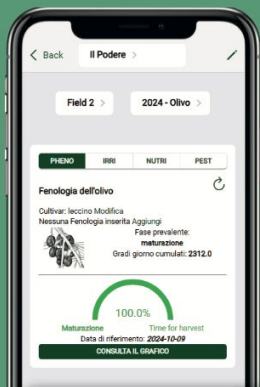 Back Il Podere >
Field 2 > 2024 - Olivo >
PHENO IRRI NUTRI PEST
Fenologia dell'olivo
Cultivar: leccino Modifica
Nessuna Fenologia inserita Aggiungi
Fase prevalente:
maturazione
Gradi giorno cumulati: 2312.0
100.0%
Maturazione Time for harvest
Data di riferimento: 2024-10-09
CONSULTA IL GRAFICO